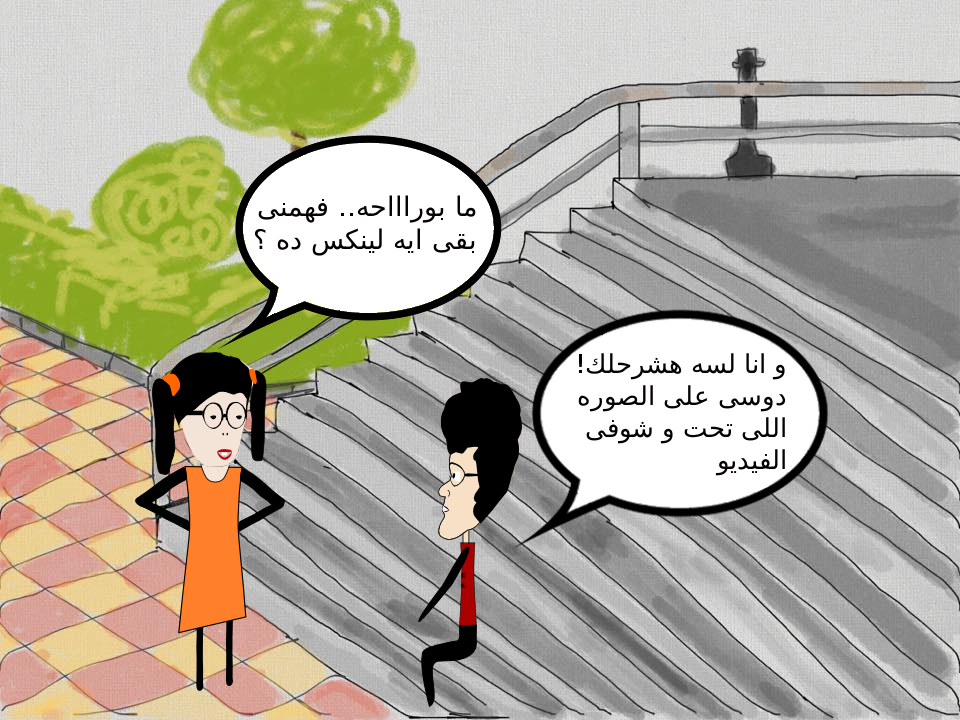 ما بوراااحه.. فهمنى
بقى ايه لينكس ده ؟
و انا لسه هشرحلك!
دوسى على الصوره
اللى تحت و شوفى
الفيديو